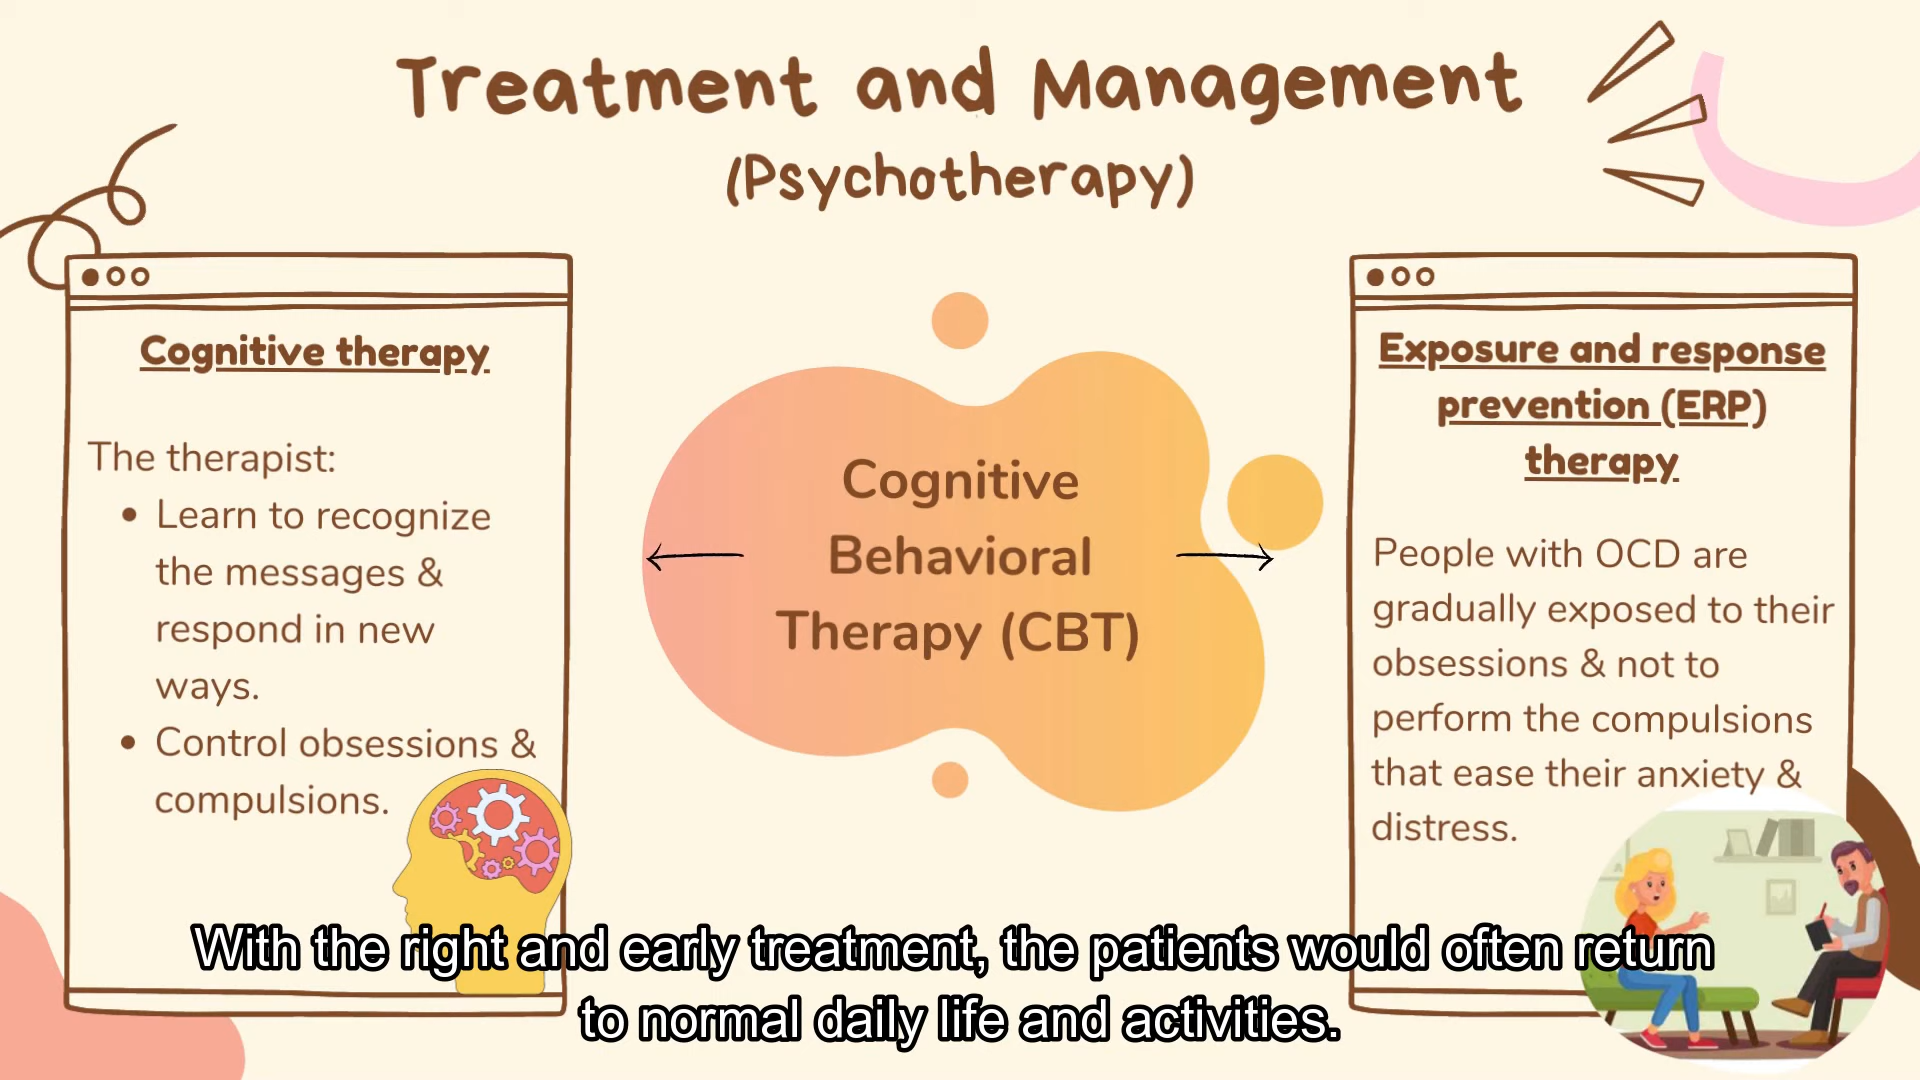 Treatment and Management
(Psychotherapy)
Cognitive therapy
The therapist:
• Learn to recognize
the messages &
respond in new
ways.
• Control obsessions &
compulsions.
Cognitive
Behavioral
Therapy (CBT)
Exposure and response
prevention (ERP)
therapy
People with OCD are
gradually exposed to their
obsessions & not to
perform the compulsions
that ease their anxiety &
distress.
With the right and early treatment, the patients would often return
to normal daily life and activities.